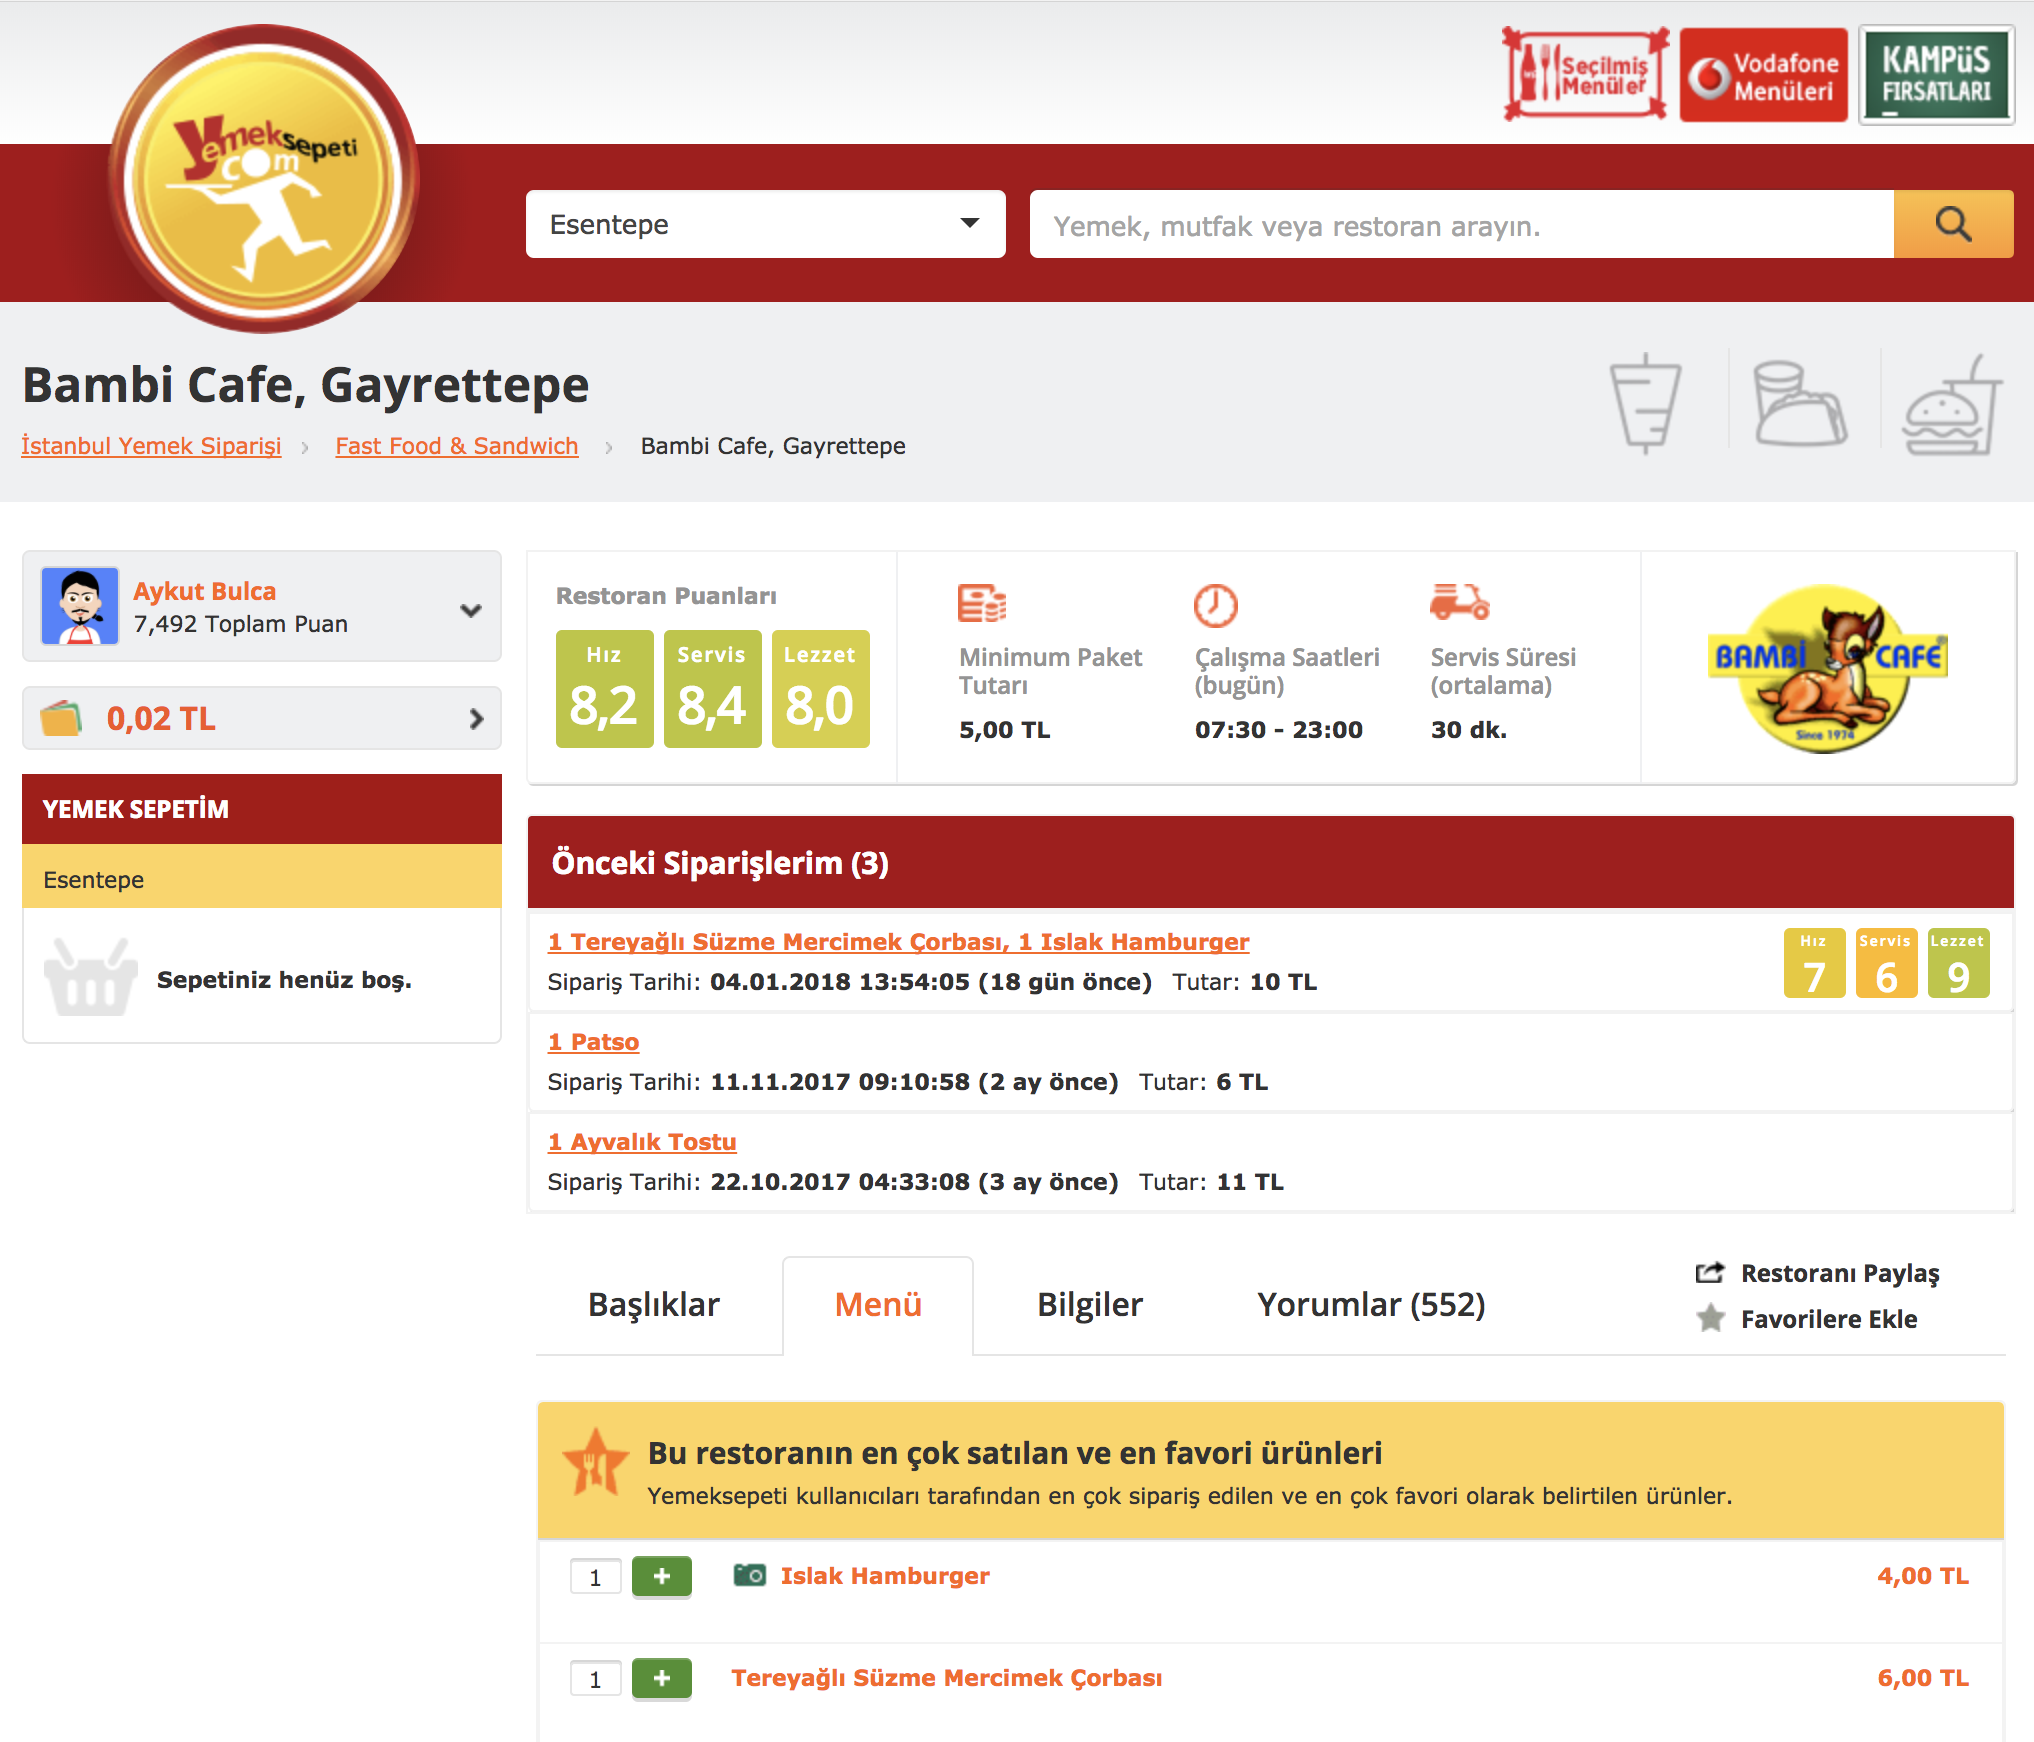 Seçilmiş
Menüler
Vodafone
Menüleri
KAMPüS
FIRSATLARI
Yemeksepeti
com
Esentepe
Yemek, mutfak veya restoran arayın.
Bambi Cafe, Gayrettepe
İstanbul Yemek Siparişi › Fast Food & Sandwich › Bambi Cafe, Gayrettepe
Aykut Bulca
7,492 Toplam Puan
0,02 TL
YEMEK SEPETİM
Esentepe
Sepetiniz henüz boş.
Restoran Puanları
Hız Servis Lezzet
8,2 8,4 8,0
Minimum Paket
Tutarı
5,00 TL
Çalışma Saatleri
(bugün)
07:30 - 23:00
Servis Süresi
(ortalama)
30 dk.
BAMBİ CAFE
Since 1974
Önceki Siparişlerim (3)
1 Tereyağlı Süzme Mercimek Çorbası, 1 Islak Hamburger
Sipariş Tarihi: 04.01.2018 13:54:05 (18 gün önce) Tutar: 10 TL
Hız Servis Lezzet
7 6 9
1 Patso
Sipariş Tarihi: 11.11.2017 09:10:58 (2 ay önce) Tutar: 6 TL
1 Ayvalık Tostu
Sipariş Tarihi: 22.10.2017 04:33:08 (3 ay önce) Tutar: 11 TL
Başlıklar Menü Bilgiler Yorumlar (552)
Restoranı Paylaş
Favorilere Ekle
Bu restoranın en çok satılan ve en favori ürünleri
Yemeksepeti kullanıcıları tarafından en çok sipariş edilen ve en çok favori olarak belirtilen ürünler.
1 + Islak Hamburger 4,00 TL
1 + Tereyağlı Süzme Mercimek Çorbası 6,00 TL